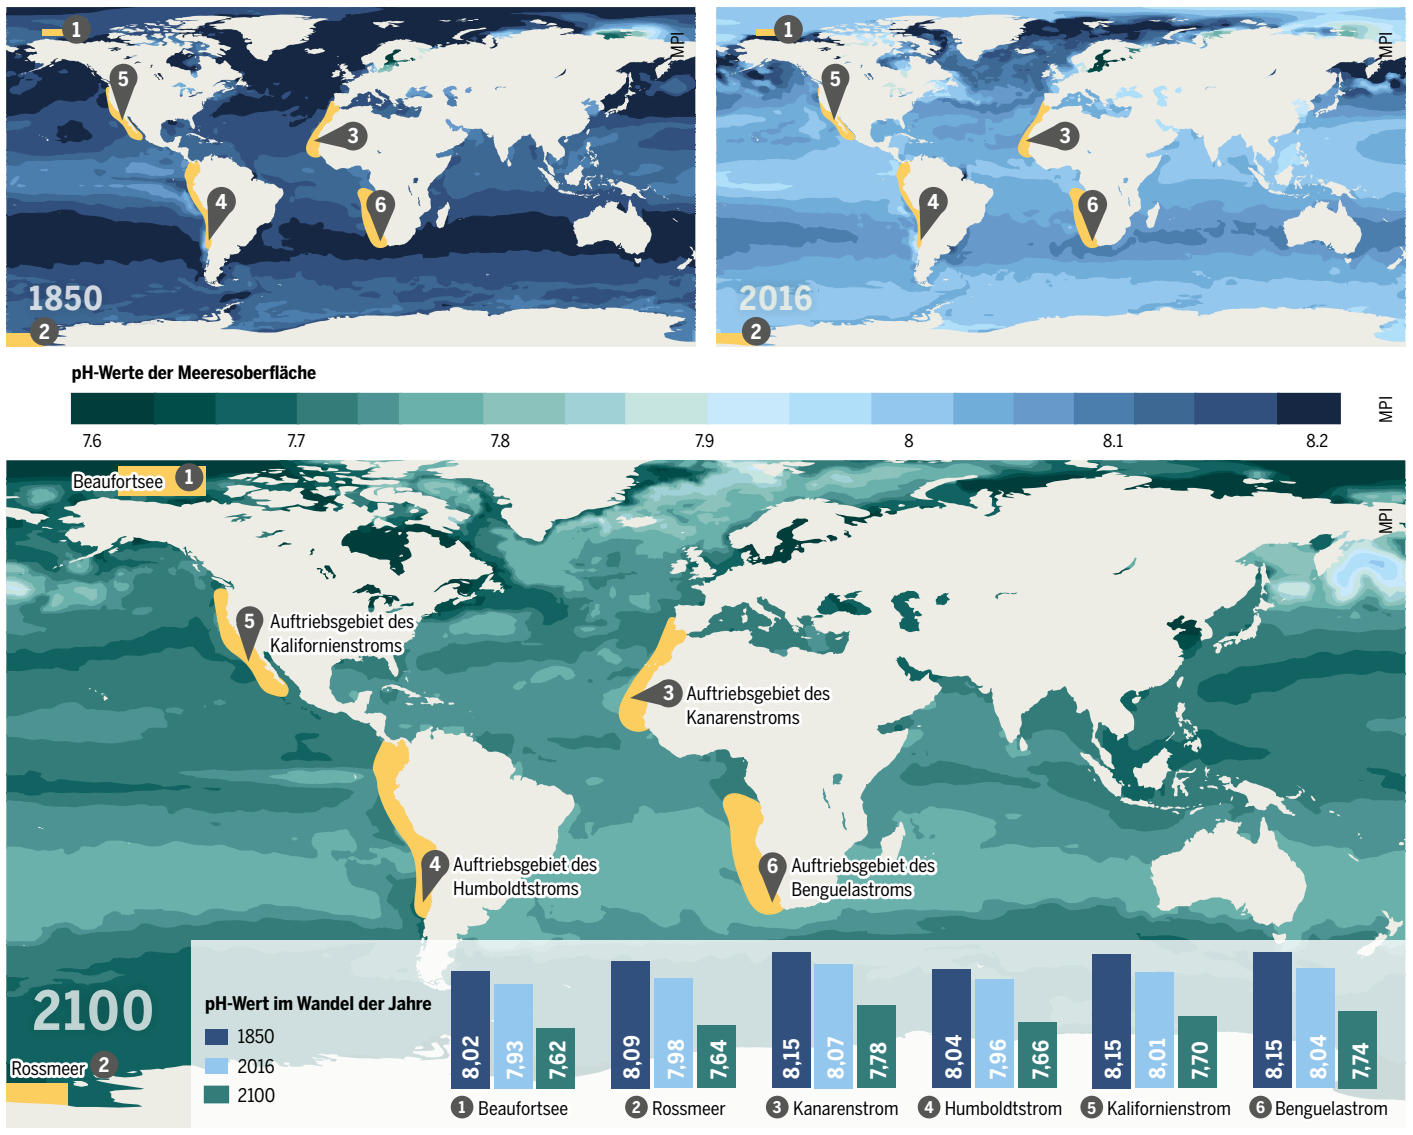 1
5
3
4
6
1850
2
MPI
1
5
3
4
6
2016
2
MPI
pH-Werte der Meeresoberfläche
7.6 7.7 7.8 7.9 8 8.1 8.2
MPI
Beaufortsee 1
MPI
5 Auftriebsgebiet des
Kalifornienstroms
3 Auftriebsgebiet des
Kanarenstroms
4 Auftriebsgebiet des
Humboldtstroms
6 Auftriebsgebiet des
Benguelastroms
2100
Rossmeer 2
pH-Wert im Wandel der Jahre
1850
2016
2100
8,02 7,93 7,62
8,09 7,98 7,64
8,15 8,07 7,78
8,04 7,96 7,66
8,15 8,01 7,70
8,15 8,04 7,74
1 Beaufortsee
2 Rossmeer
3 Kanarenstrom
4 Humboldtstrom
5 Kalifornienstrom
6 Benguelastrom